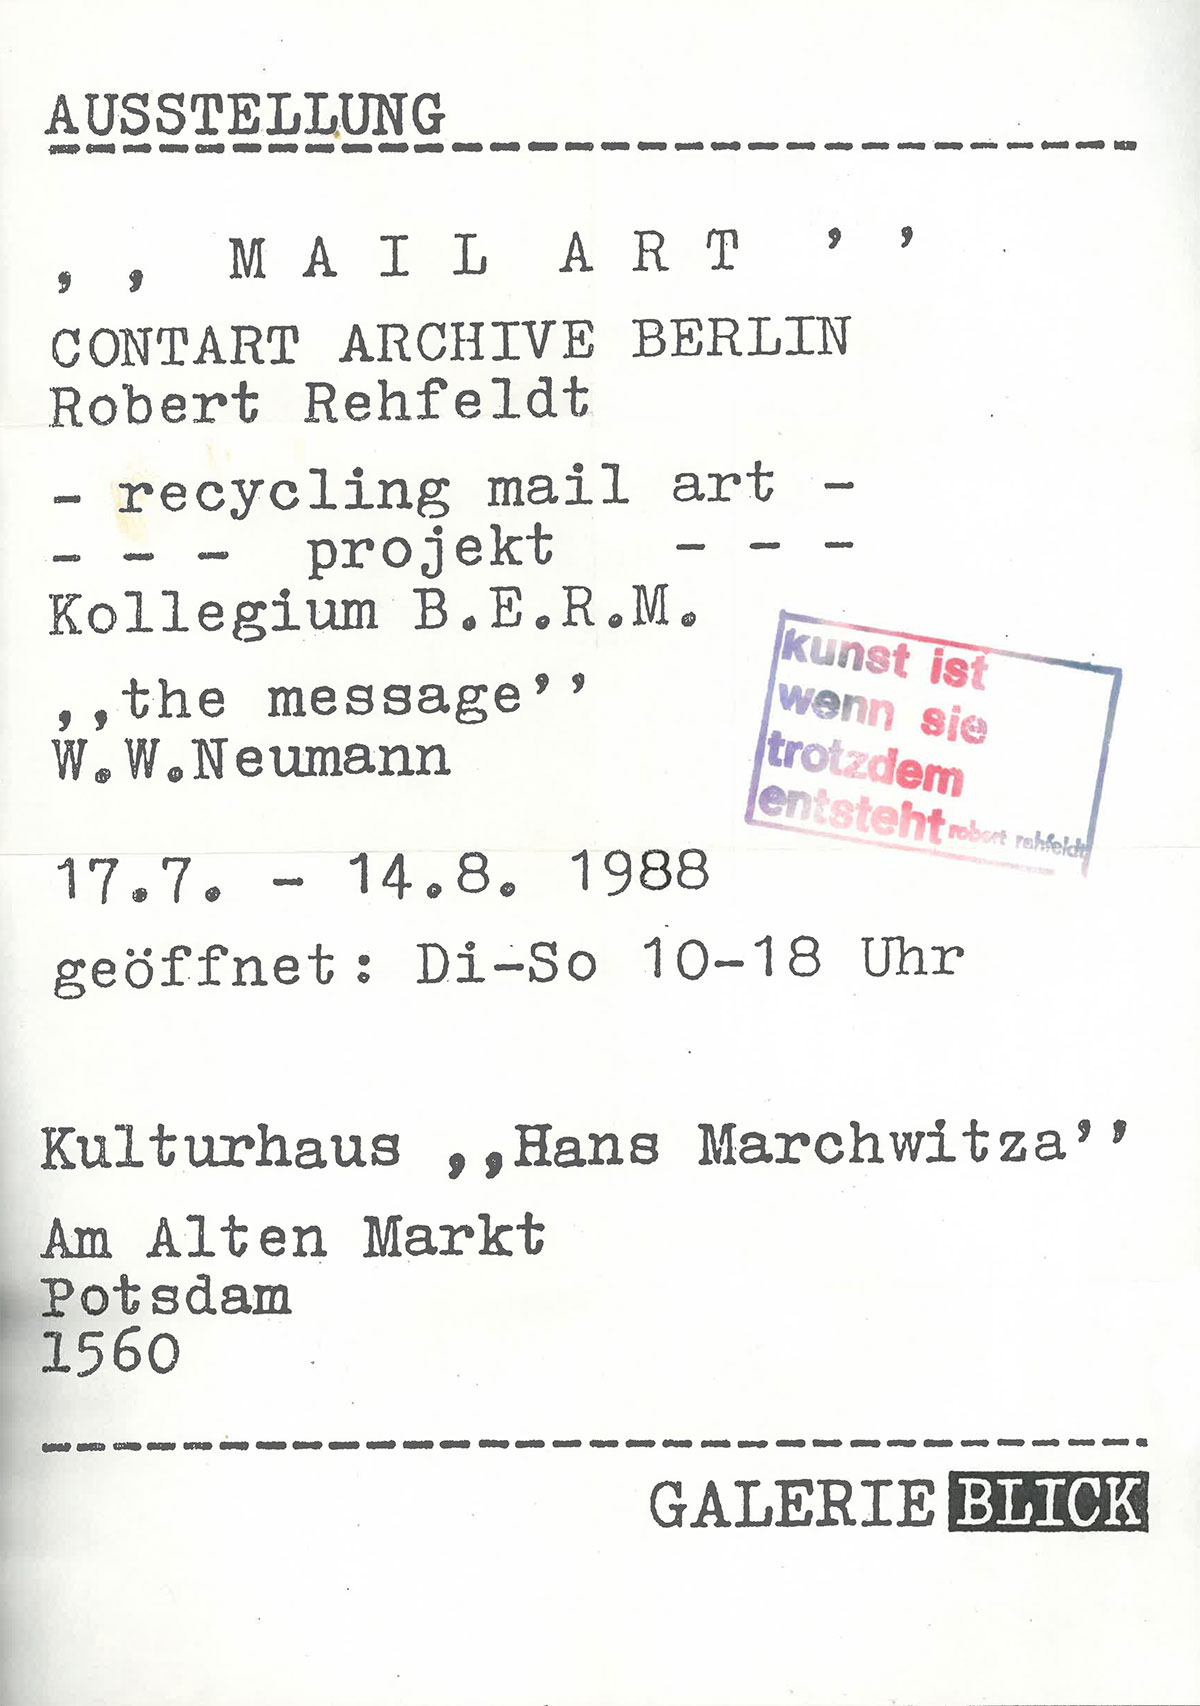 AUSSTELLUNG
,, MAIL ART ’’
CONTART ARCHIVE BERLIN
Robert Rehfeldt
- recycling mail art -
- - - projekt - - -
Kollegium B.E.R.M.
,,the message’’
W.W.Neumann
kunst ist
wenn sie
trotzdem
entsteht robert rehfeldt
17.7. - 14.8. 1988
geöffnet: Di-So 10-18 Uhr
Kulturhaus ,,Hans Marchwitza’’
Am Alten Markt
Potsdam
1560
GALERIE BLICK